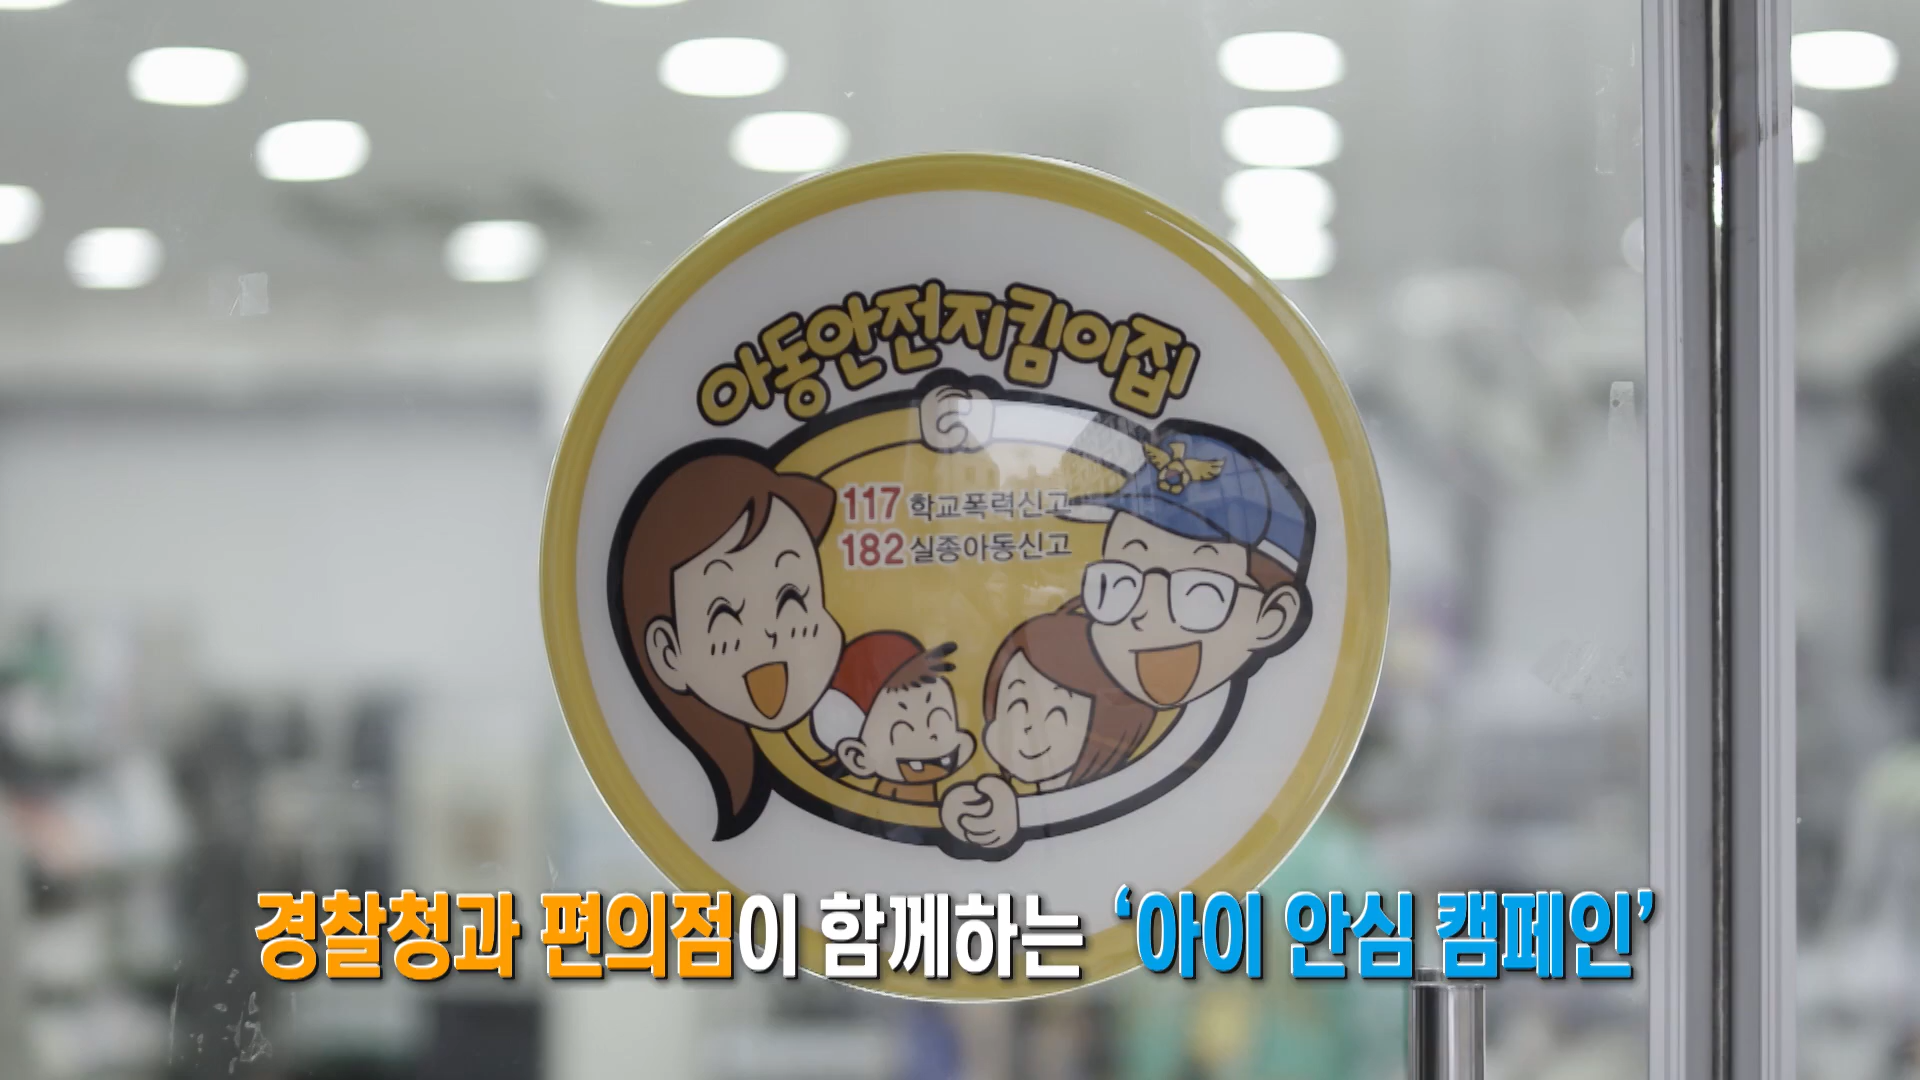 아동안전지킴이집
117 학교폭력신고
182 실종아동신고
경찰청과 편의점이 함께하는 ‘아이 안심 캠페인’